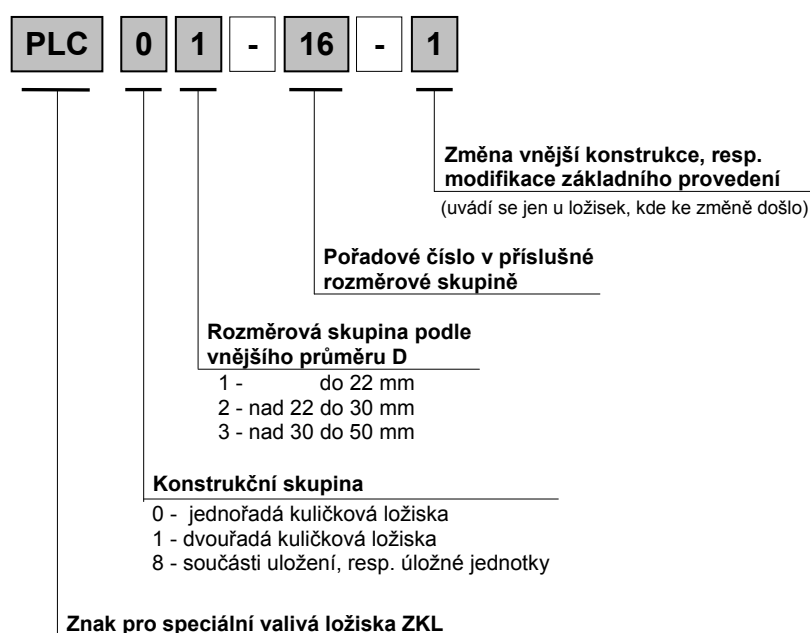 PLC 0 1 - 16 - 1
Změna vnější konstrukce, resp.
modifikace základního provedení
(uvádí se jen u ložisek, kde ke změně došlo)
Pořadové číslo v příslušné
rozměrové skupině
Rozměrová skupina podle
vnějšího průměru D
1 - do 22 mm
2 - nad 22 do 30 mm
3 - nad 30 do 50 mm
Konstrukční skupina
0 - jednořadá kuličková ložiska
1 - dvouřadá kuličková ložiska
8 - součásti uložení, resp. úložné jednotky
Znak pro speciální valivá ložiska ZKL